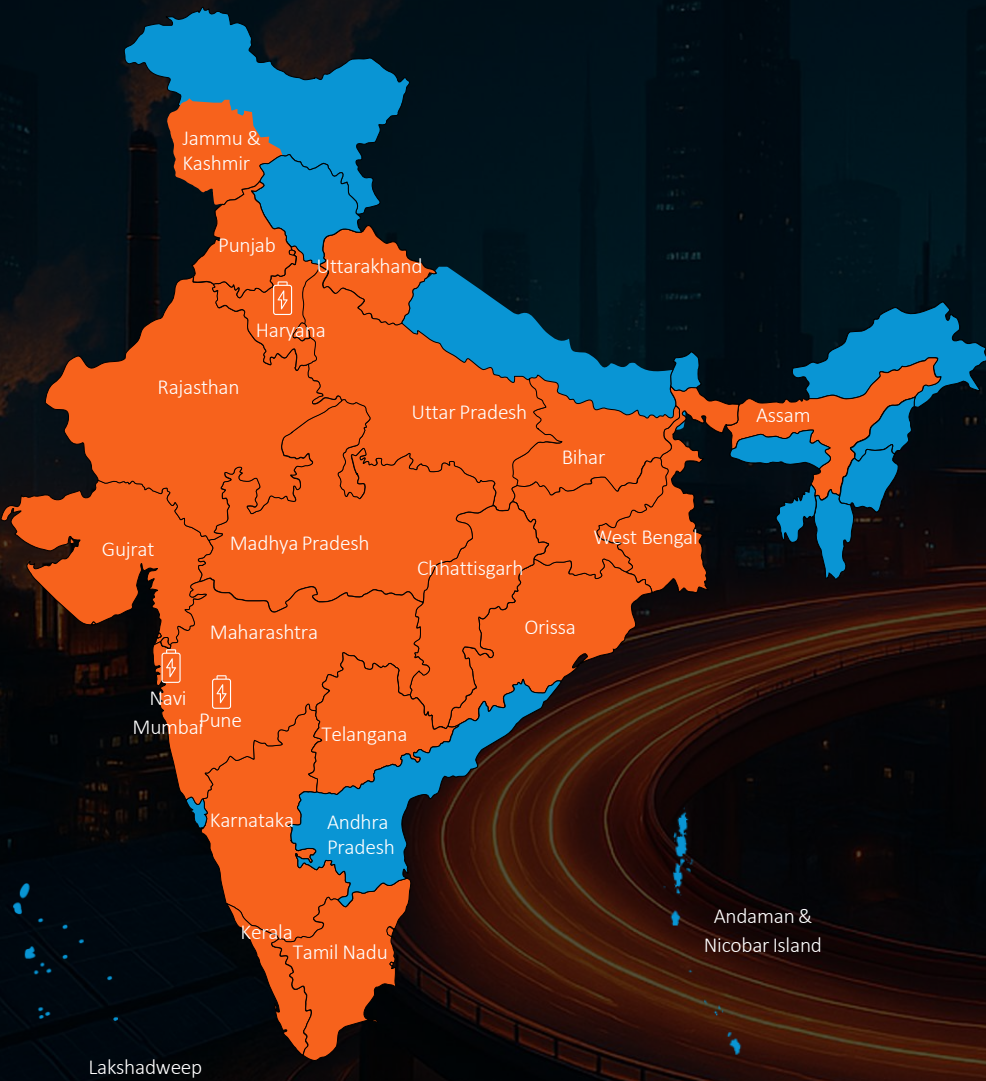 Jammu &
Kashmir
Punjab
Uttarakhand
Haryana
Rajasthan
Uttar Pradesh
Assam
Bihar
Gujrat
Madhya Pradesh
West Bengal
Chhattisgarh
Maharashtra
Orissa
Navi
Mumbai
Pune
Telangana
Karnataka
Andhra
Pradesh
Andaman &
Nicobar Island
Kerala
Tamil Nadu
Lakshadweep